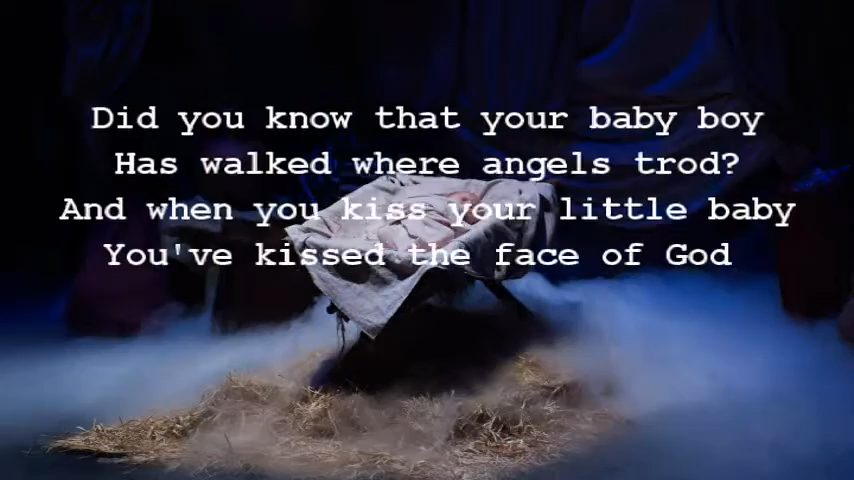 Did you know that your baby boy
Has walked where angels trod?
And when you kiss your little baby
You've kissed the face of God